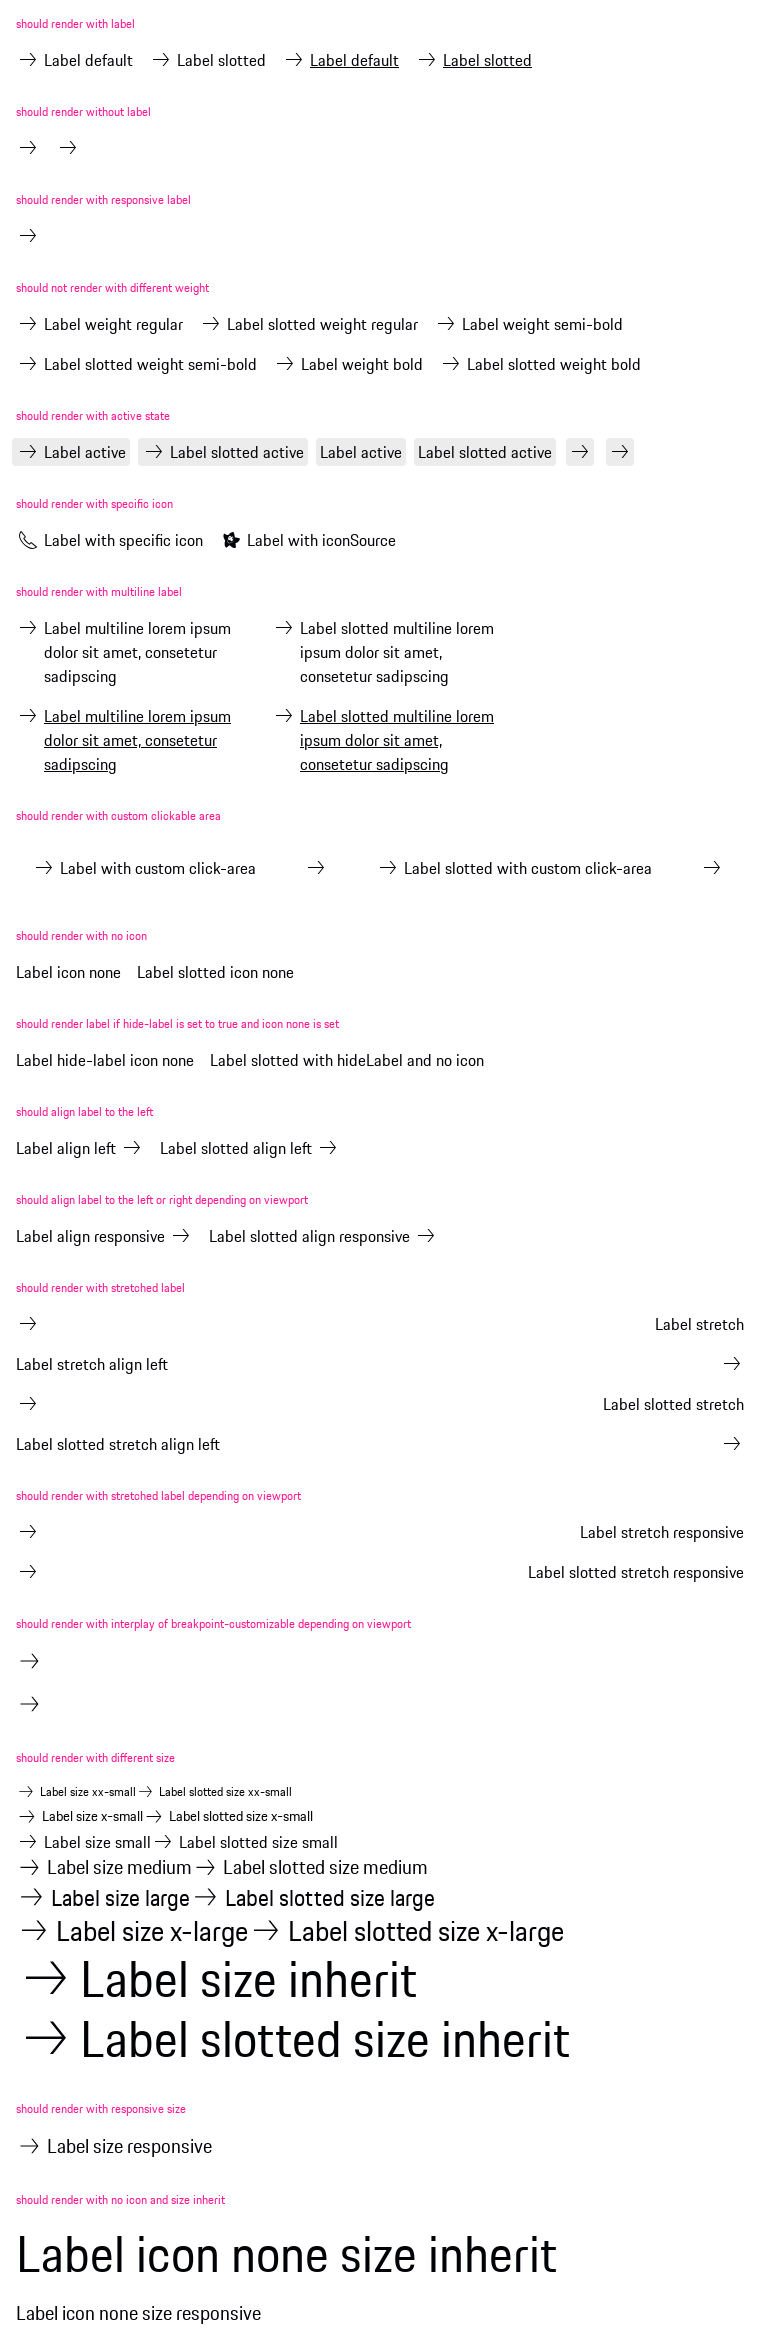 should render with label
Label default Label slotted Label default Label slotted
should render without label
should render with responsive label
should not render with different weight
Label weight regular Label slotted weight regular Label weight semi-bold
Label slotted weight semi-bold Label weight bold Label slotted weight bold
should render with active state
Label active Label slotted active Label active Label slotted active
should render with specific icon
Label with specific icon Label with iconSource
should render with multiline label
Label multiline lorem ipsum
dolor sit amet, consetetur
sadipscing
Label slotted multiline lorem
ipsum dolor sit amet,
consetetur sadipscing
Label multiline lorem ipsum
dolor sit amet, consetetur
sadipscing
Label slotted multiline lorem
ipsum dolor sit amet,
consetetur sadipscing
should render with custom clickable area
Label with custom click-area Label slotted with custom click-area
should render with no icon
Label icon none Label slotted icon none
should render label if hide-label is set to true and icon none is set
Label hide-label icon none Label slotted with hideLabel and no icon
should align label to the left
Label align left Label slotted align left
should align label to the left or right depending on viewport
Label align responsive Label slotted align responsive
should render with stretched label
Label stretch
Label stretch align left
Label slotted stretch
Label slotted stretch align left
should render with stretched label depending on viewport
Label stretch responsive
Label slotted stretch responsive
should render with interplay of breakpoint-customizable depending on viewport
should render with different size
Label size xx-small Label slotted size xx-small
Label size x-small Label slotted size x-small
Label size small Label slotted size small
Label size medium Label slotted size medium
Label size large Label slotted size large
Label size x-large Label slotted size x-large
Label size inherit
Label slotted size inherit
should render with responsive size
Label size responsive
should render with no icon and size inherit
Label icon none size inherit
Label icon none size responsive